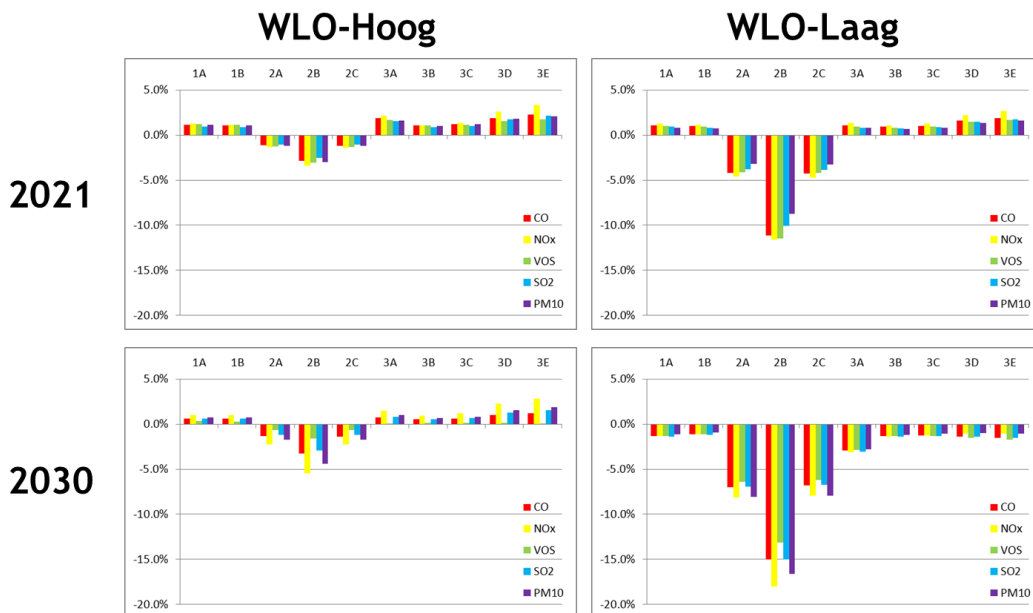 WLO-Hoog
WLO-Laag
2021
1A 1B 2A 2B 2C 3A 3B 3C 3D 3E
5.0%
0.0%
-5.0%
-10.0%
-15.0%
-20.0%
CO
NOx
VOS
SO2
PM10
1A 1B 2A 2B 2C 3A 3B 3C 3D 3E
5.0%
0.0%
-5.0%
-10.0%
-15.0%
-20.0%
CO
NOx
VOS
SO2
PM10
2030
1A 1B 2A 2B 2C 3A 3B 3C 3D 3E
5.0%
0.0%
-5.0%
-10.0%
-15.0%
-20.0%
CO
NOx
VOS
SO2
PM10
1A 1B 2A 2B 2C 3A 3B 3C 3D 3E
5.0%
0.0%
-5.0%
-10.0%
-15.0%
-20.0%
CO
NOx
VOS
SO2
PM10